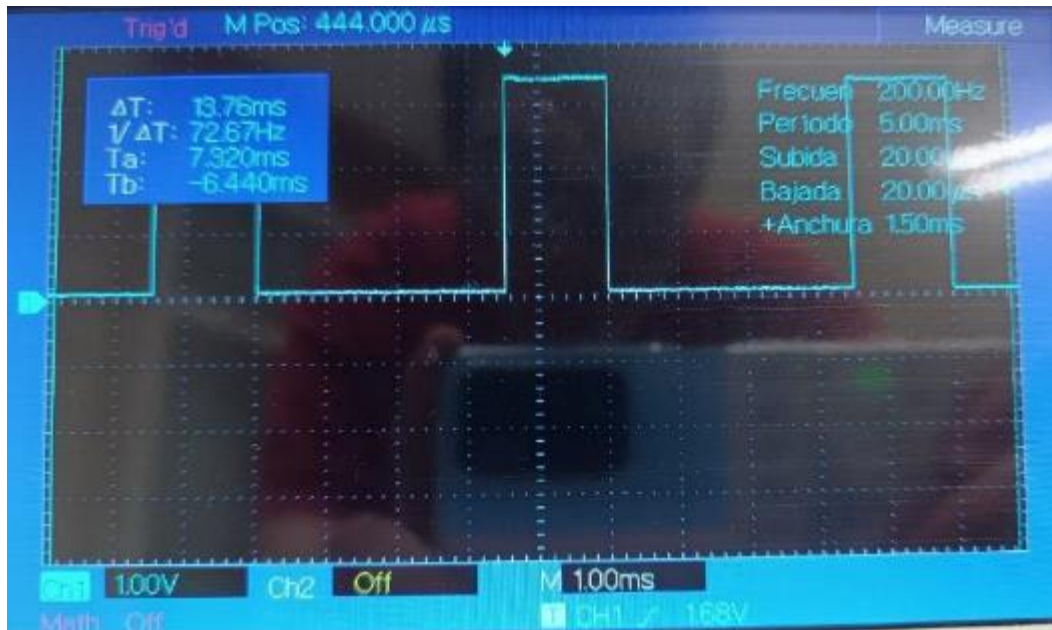 Trig'd M Pos: 444.000 µs Measure
ΔT: 13.76ms
1/ΔT: 72.67Hz
Ta: 7.320ms
Tb: -6.440ms
Frecuen 200.00Hz
Período 5.00ms
Subida 20.00
Bajada 20.00µs
+Anchura 1.50ms
1
Ch1 1.00V Ch2 Off M 1.00ms
Math Off T CH1 1.68V